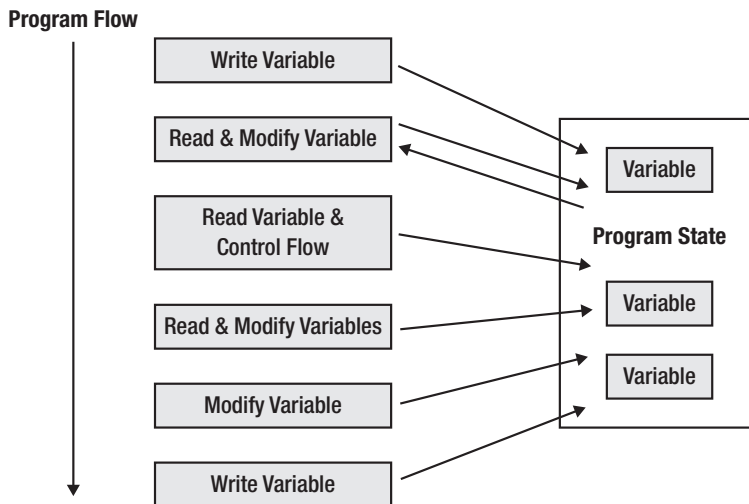 Program Flow
Write Variable
Read & Modify Variable
Variable
Read Variable &
Control Flow
Program State
Variable
Read & Modify Variables
Variable
Modify Variable
Write Variable